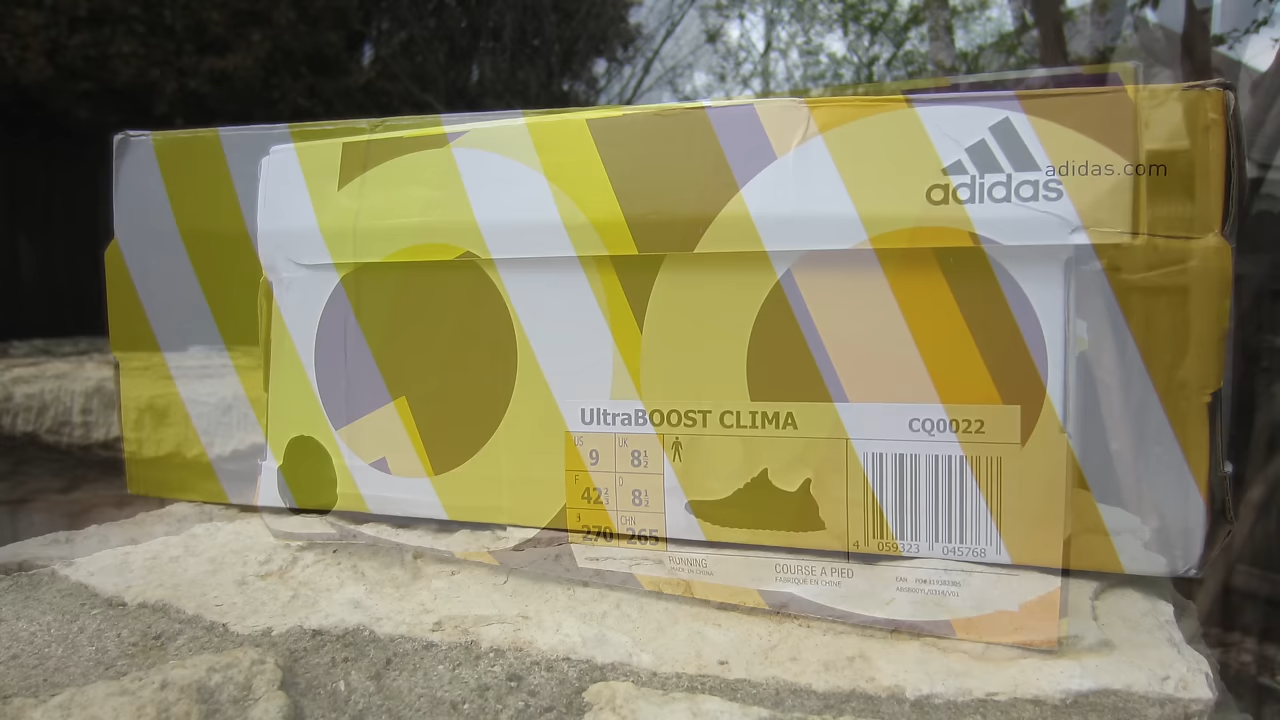 adidas
adidas.com
UltraBOOST CLIMA
CQ0022
US
9
UK
8½
F
42⅔
D
8½
J
270
CHN
265
4 059323 045768
RUNNING
MADE IN CHINA
COURSE A PIED
FABRIQUE EN CHINE
EAN